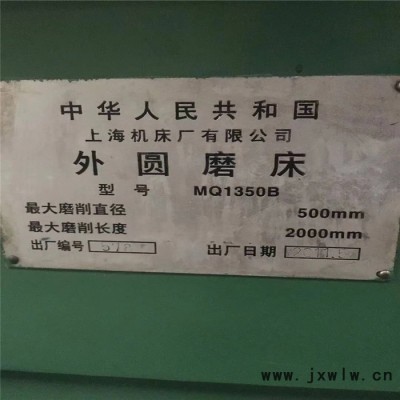 中华人民共和国
上海机床厂有限公司
外圆磨床
型号 MQ1350B
最大磨削直径 500mm
最大磨削长度 2000mm
出厂编号 出厂日期
www.jxwlw.cn